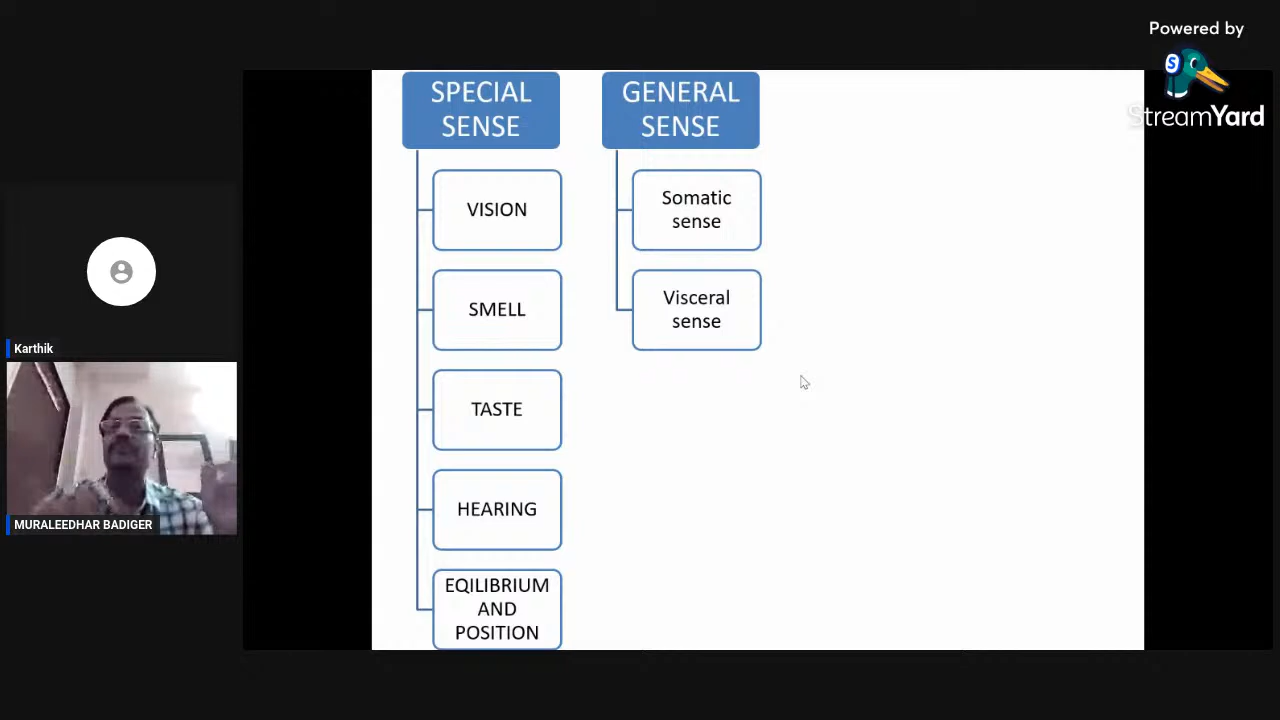 Powered by
StreamYard
SPECIAL
SENSE
VISION
SMELL
TASTE
HEARING
EQILIBRIUM
AND
POSITION
GENERAL
SENSE
Somatic
sense
Visceral
sense
Karthik
MURALEEDHAR BADIGER